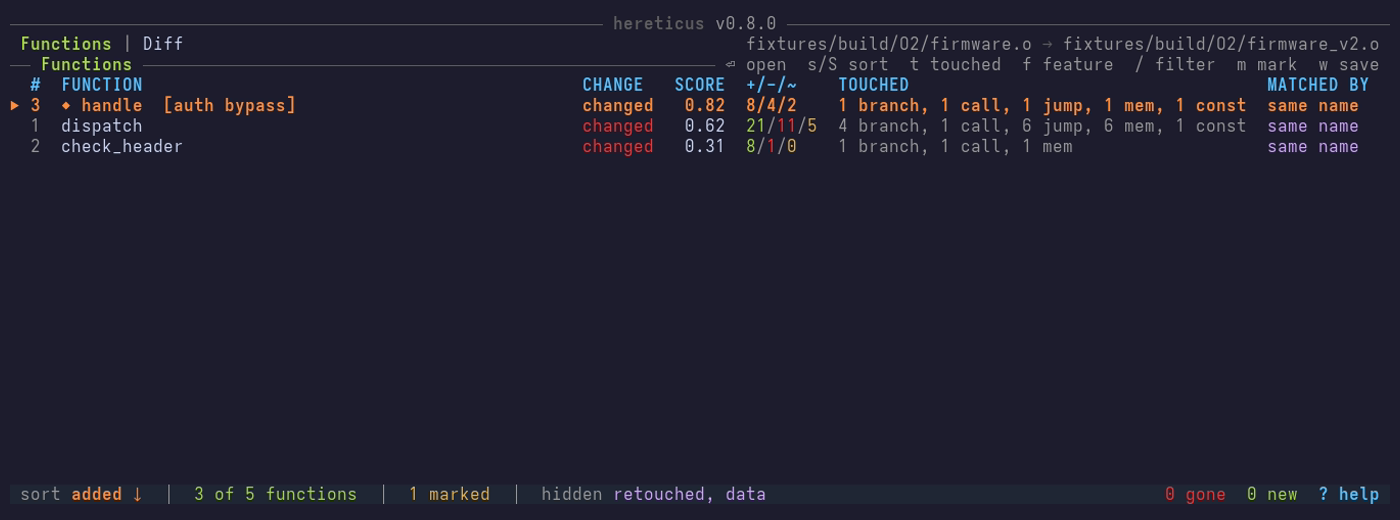 hereticus v0.8.0
Functions | Diff fixtures/build/O2/firmware.o → fixtures/build/O2/firmware_v2.o
Functions ⏎ open s/S sort t touched f feature / filter m mark w save
# FUNCTION CHANGE SCORE +/-/~ TOUCHED MATCHED BY
▶ 3 ◆ handle [auth bypass] changed 0.82 8/4/2 1 branch, 1 call, 1 jump, 1 mem, 1 const same name
1 dispatch changed 0.62 21/11/5 4 branch, 1 call, 6 jump, 6 mem, 1 const same name
2 check_header changed 0.31 8/1/0 1 branch, 1 call, 1 mem same name
sort added ↓ │ 3 of 5 functions │ 1 marked │ hidden retouched, data 0 gone 0 new ? help